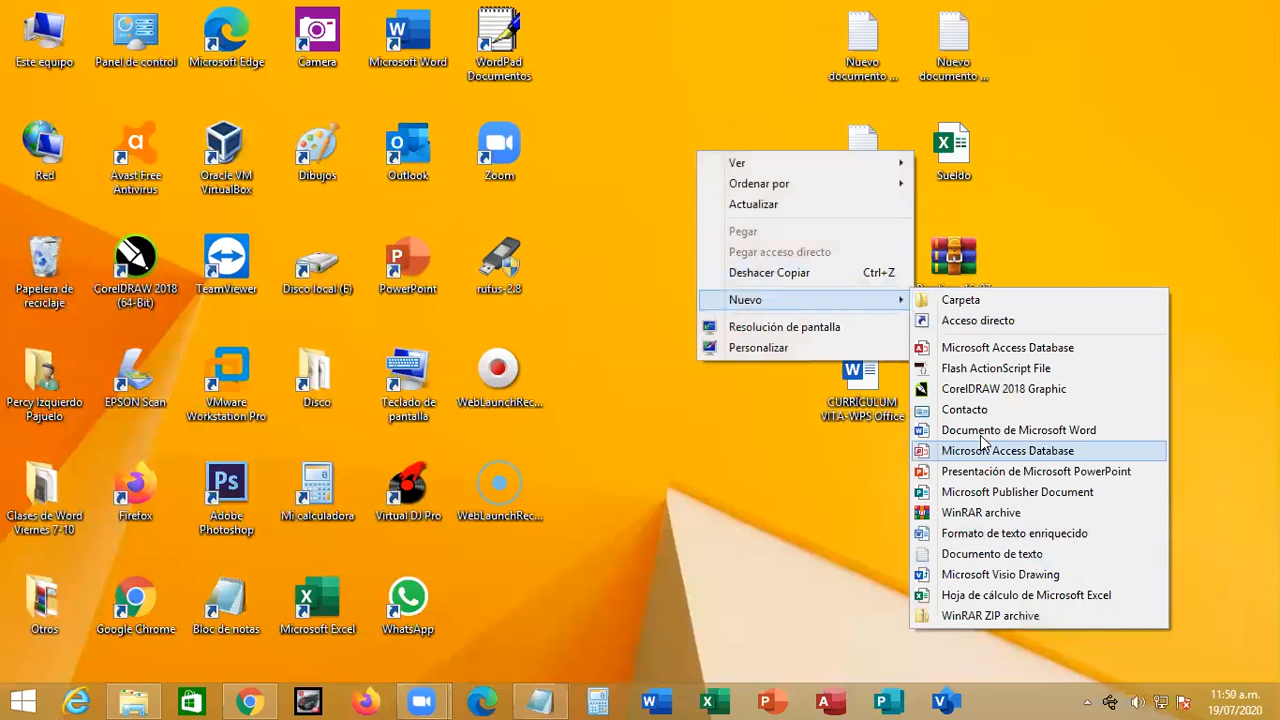 Este equipo
Panel de control
Microsoft Edge
Camera
Microsoft Word
WordPad
Documentos
Nuevo
documento ...
Nuevo
documento ...
Red
Avast Free
Antivirus
Oracle VM
VirtualBox
Dibujos
Outlook
Zoom
Sueldo
Papelera de
reciclaje
CorelDRAW 2018
(64-Bit)
TeamViewer
Disco local (E)
PowerPoint
rufus-2.8
Percy Izquierdo
Pajuelo
EPSON Scan
VMware
Workstation Pro
Disco
Teclado de
pantalla
WebLaunchRec...
CURRÍCULUM
VITA-WPS Office
Clases de Word
Viernes 7-10
Firefox
Adobe
Photoshop
Mi calculadora
Virtual DJ Pro
WebLaunchRec...
Otros
Google Chrome
Bloc de notas
Microsoft Excel
WhatsApp
Ver
Ordenar por
Actualizar
Pegar
Pegar acceso directo
Deshacer Copiar Ctrl+Z
Nuevo
Resolución de pantalla
Personalizar
Carpeta
Acceso directo
Microsoft Access Database
Flash ActionScript File
CorelDRAW 2018 Graphic
Contacto
Documento de Microsoft Word
Microsoft Access Database
Presentación de Microsoft PowerPoint
Microsoft Publisher Document
WinRAR archive
Formato de texto enriquecido
Documento de texto
Microsoft Visio Drawing
Hoja de cálculo de Microsoft Excel
WinRAR ZIP archive
11:50 a.m.
19/07/2020